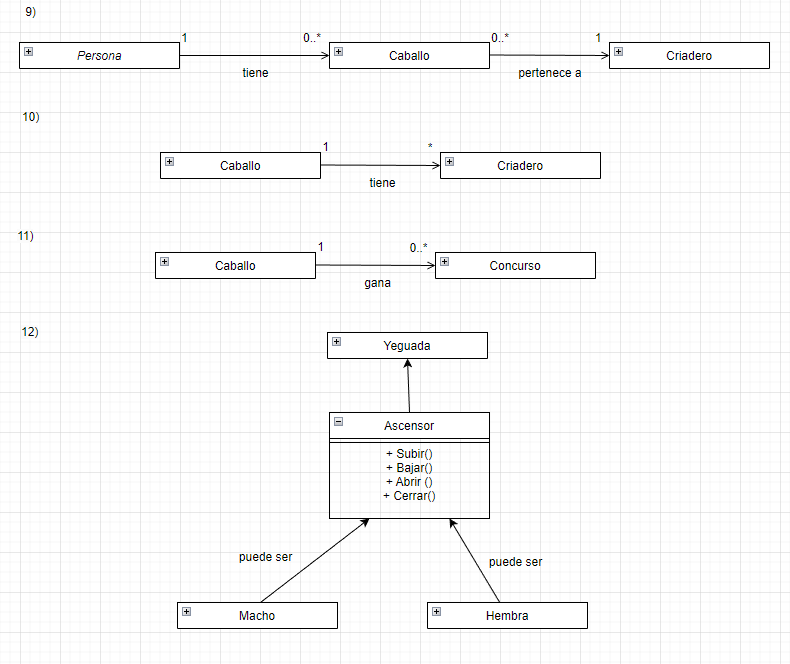 9)
1 0..* 0..* 1
Persona Caballo Criadero
tiene pertenece a
10)
1 *
Caballo Criadero
tiene
11)
1 0..*
Caballo Concurso
gana
12)
Yeguada
Ascensor
+ Subir()
+ Bajar()
+ Abrir ()
+ Cerrar()
puede ser puede ser
Macho Hembra